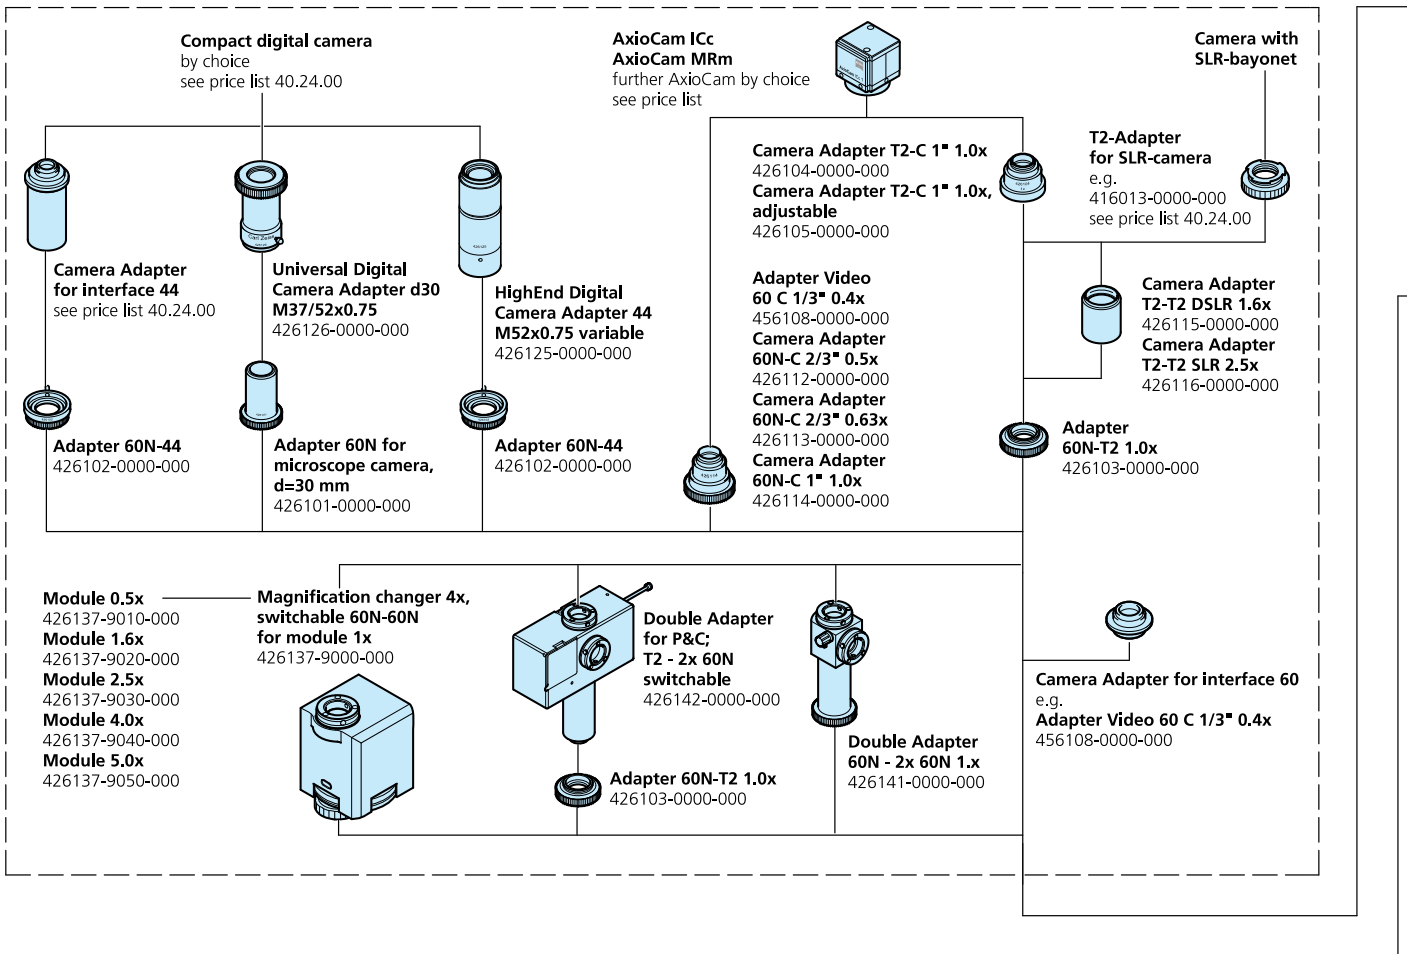 Compact digital camera
by choice
see price list 40.24.00
AxioCam ICc
AxioCam MRm
further AxioCam by choice
see price list
Camera with
SLR-bayonet
Camera Adapter T2-C 1" 1.0x
426104-0000-000
Camera Adapter T2-C 1" 1.0x,
adjustable
426105-0000-000
T2-Adapter
for SLR-camera
e.g.
416013-0000-000
see price list 40.24.00
Camera Adapter
for interface 44
see price list 40.24.00
Universal Digital
Camera Adapter d30
M37/52x0.75
426126-0000-000
HighEnd Digital
Camera Adapter 44
M52x0.75 variable
426125-0000-000
Adapter Video
60 C 1/3" 0.4x
456108-0000-000
Camera Adapter
60N-C 2/3" 0.5x
426112-0000-000
Camera Adapter
60N-C 2/3" 0.63x
426113-0000-000
Camera Adapter
60N-C 1" 1.0x
426114-0000-000
426114
Camera Adapter
T2-T2 DSLR 1.6x
426115-0000-000
Camera Adapter
T2-T2 SLR 2.5x
426116-0000-000
Adapter 60N-44
426102-0000-000
Adapter 60N for
microscope camera,
d=30 mm
426101-0000-000
Adapter 60N-44
426102-0000-000
Adapter
60N-T2 1.0x
426103-0000-000
Module 0.5x
426137-9010-000
Module 1.6x
426137-9020-000
Module 2.5x
426137-9030-000
Module 4.0x
426137-9040-000
Module 5.0x
426137-9050-000
Magnification changer 4x,
switchable 60N-60N
for module 1x
426137-9000-000
Double Adapter
for P&C;
T2 - 2x 60N
switchable
426142-0000-000
Adapter 60N-T2 1.0x
426103-0000-000
Double Adapter
60N - 2x 60N 1.x
426141-0000-000
Camera Adapter for interface 60
e.g.
Adapter Video 60 C 1/3" 0.4x
456108-0000-000